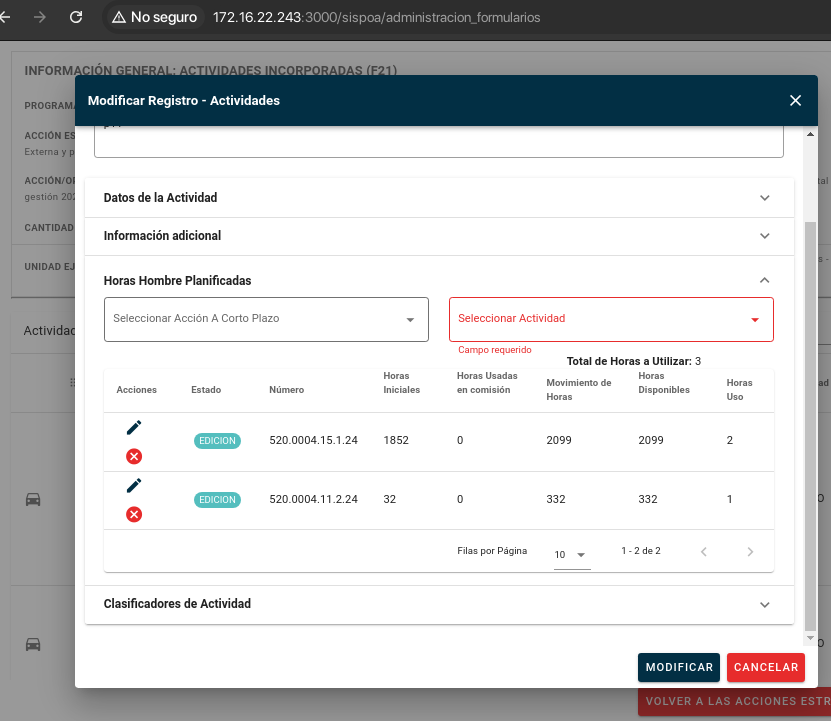 No seguro 172.16.22.243:3000/sispoa/administracion_formularios
INFORMACIÓN GENERAL: ACTIVIDADES INCORPORADAS (F21)
Modificar Registro - Actividades
PROGRAMA
ACCIÓN ES
Externa y p
ACCIÓN/OP
gestión 202
CANTIDAD
UNIDAD EJ
Actividad
Datos de la Actividad
Información adicional
Horas Hombre Planificadas
Seleccionar Acción A Corto Plazo
Seleccionar Actividad
Campo requerido
Total de Horas a Utilizar: 3
Acciones Estado Número Horas Iniciales Horas Usadas en comisión Movimiento de Horas Horas Disponibles Horas Uso
EDICION 520.0004.15.1.24 1852 0 2099 2099 2
EDICION 520.0004.11.2.24 32 0 332 332 1
Filas por Página 10 1 - 2 de 2
Clasificadores de Actividad
MODIFICAR CANCELAR
VOLVER A LAS ACCIONES ESTR